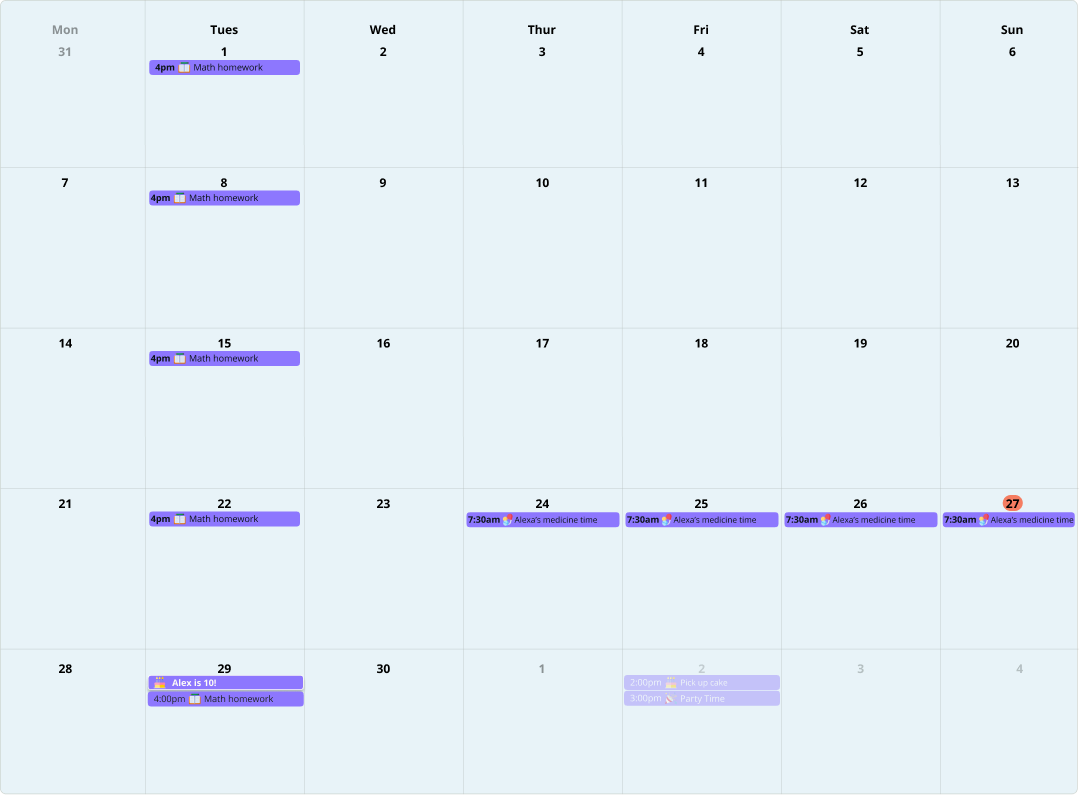 Mon Tues Wed Thur Fri Sat Sun
31 1 2 3 4 5 6
4pm Math homework
7 8 9 10 11 12 13
4pm Math homework
14 15 16 17 18 19 20
4pm Math homework
21 22 23 24 25 26 27
4pm Math homework
7:30am Alexa's medicine time
7:30am Alexa's medicine time
7:30am Alexa's medicine time
7:30am Alexa's medicine time
28 29 30 1 2 3 4
Alex is 10!
4:00pm Math homework
2:00pm Pick up cake
3:00pm Party Time